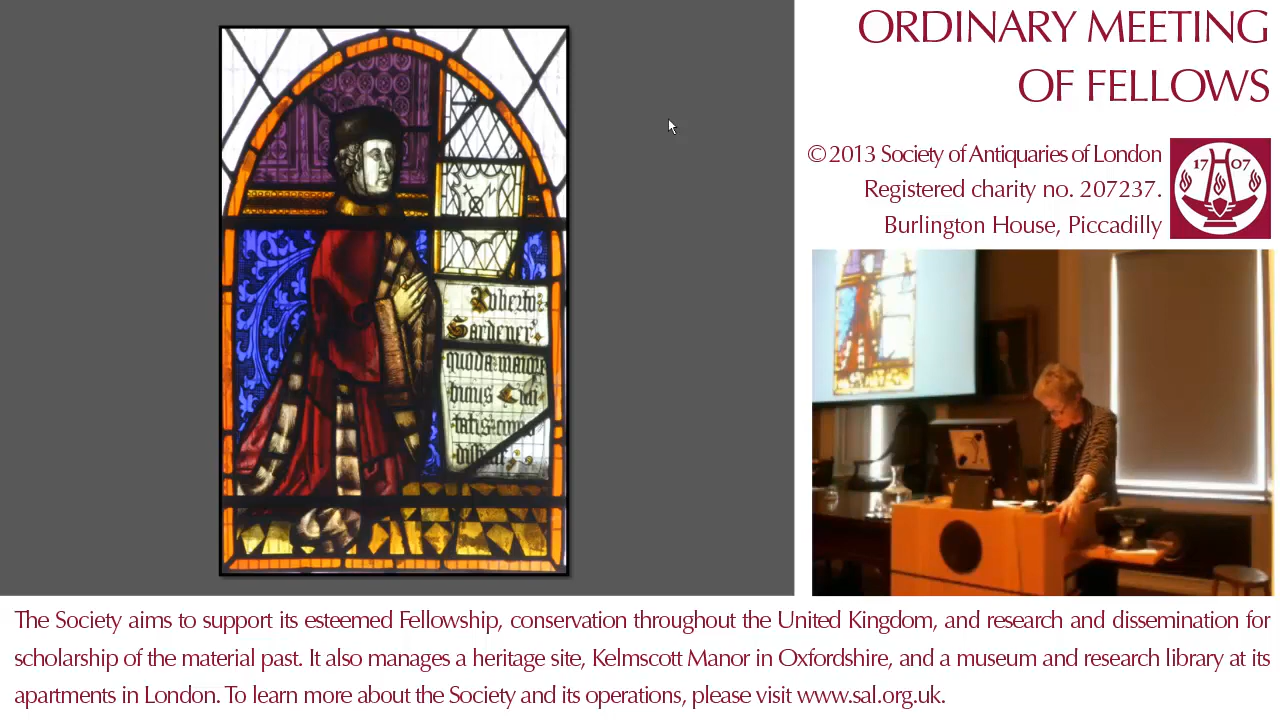 ORDINARY MEETING
OF FELLOWS
© 2013 Society of Antiquaries of London
Registered charity no. 207237.
Burlington House, Piccadilly
17 07
Roberto
Gardener
quōdā maiore
huius Civi
The Society aims to support its esteemed Fellowship, conservation throughout the United Kingdom, and research and dissemination for
scholarship of the material past. It also manages a heritage site, Kelmscott Manor in Oxfordshire, and a museum and research library at its
apartments in London. To learn more about the Society and its operations, please visit www.sal.org.uk.